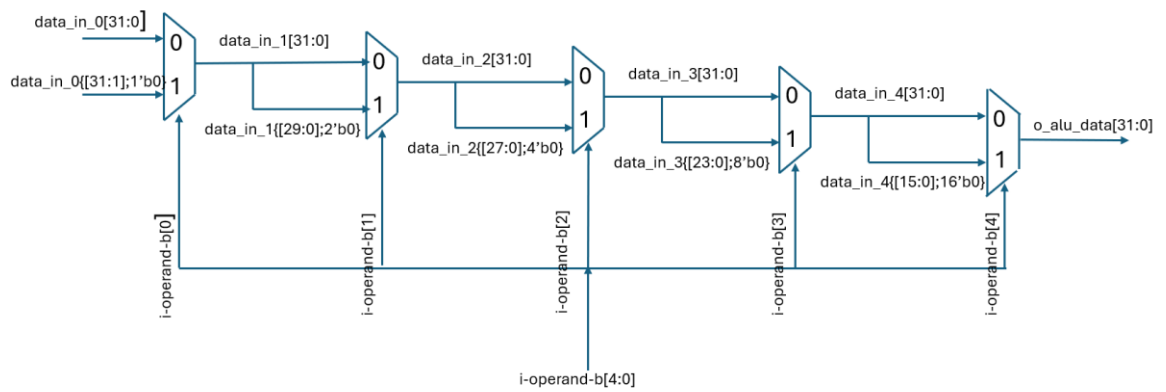 data_in_0[31:0]
0
data_in_0{[31:1];1'b0}
1
data_in_1[31:0]
0
1
data_in_1{[29:0];2'b0}
data_in_2[31:0]
0
1
data_in_2{[27:0];4'b0}
data_in_3[31:0]
0
1
data_in_3{[23:0];8'b0}
data_in_4[31:0]
0
1
data_in_4{[15:0];16'b0}
o_alu_data[31:0]
i-operand-b[0]
i-operand-b[1]
i-operand-b[2]
i-operand-b[3]
i-operand-b[4]
i-operand-b[4:0]